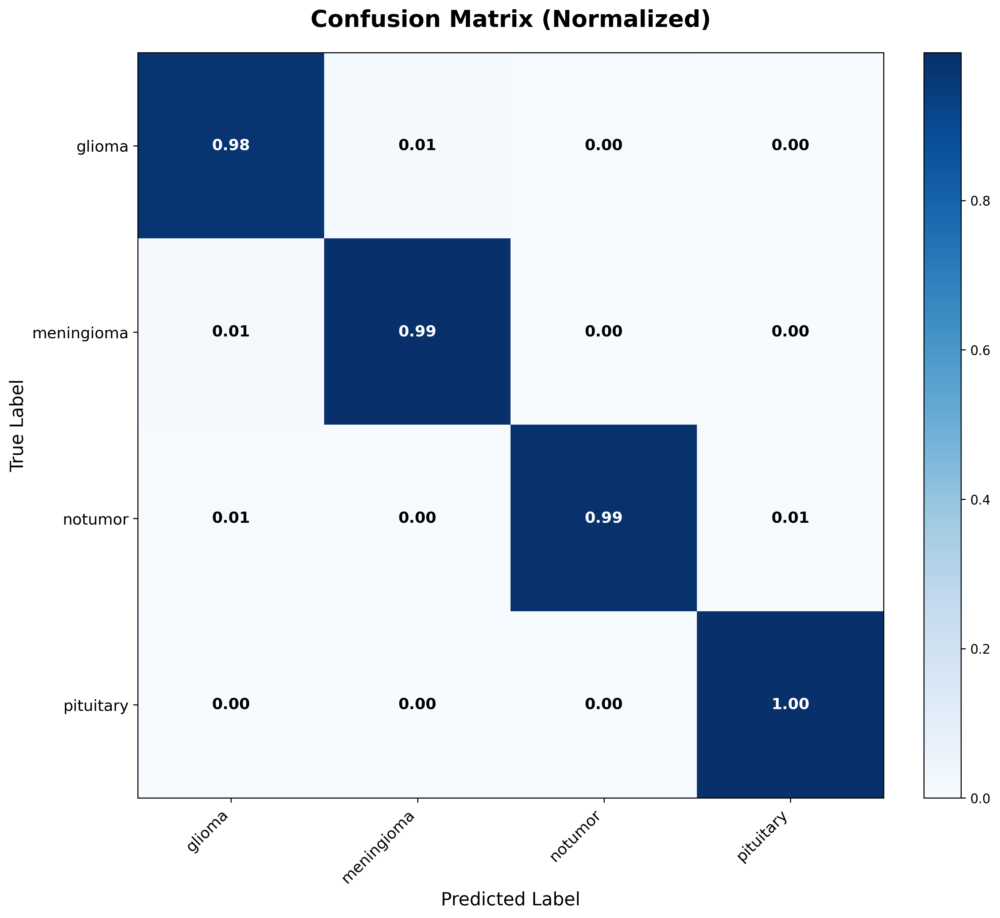 Confusion Matrix (Normalized)
True Label
glioma 0.98 0.01 0.00 0.00
meningioma 0.01 0.99 0.00 0.00
notumor 0.01 0.00 0.99 0.01
pituitary 0.00 0.00 0.00 1.00
glioma meningioma notumor pituitary
Predicted Label
0.8
0.6
0.4
0.2
0.0